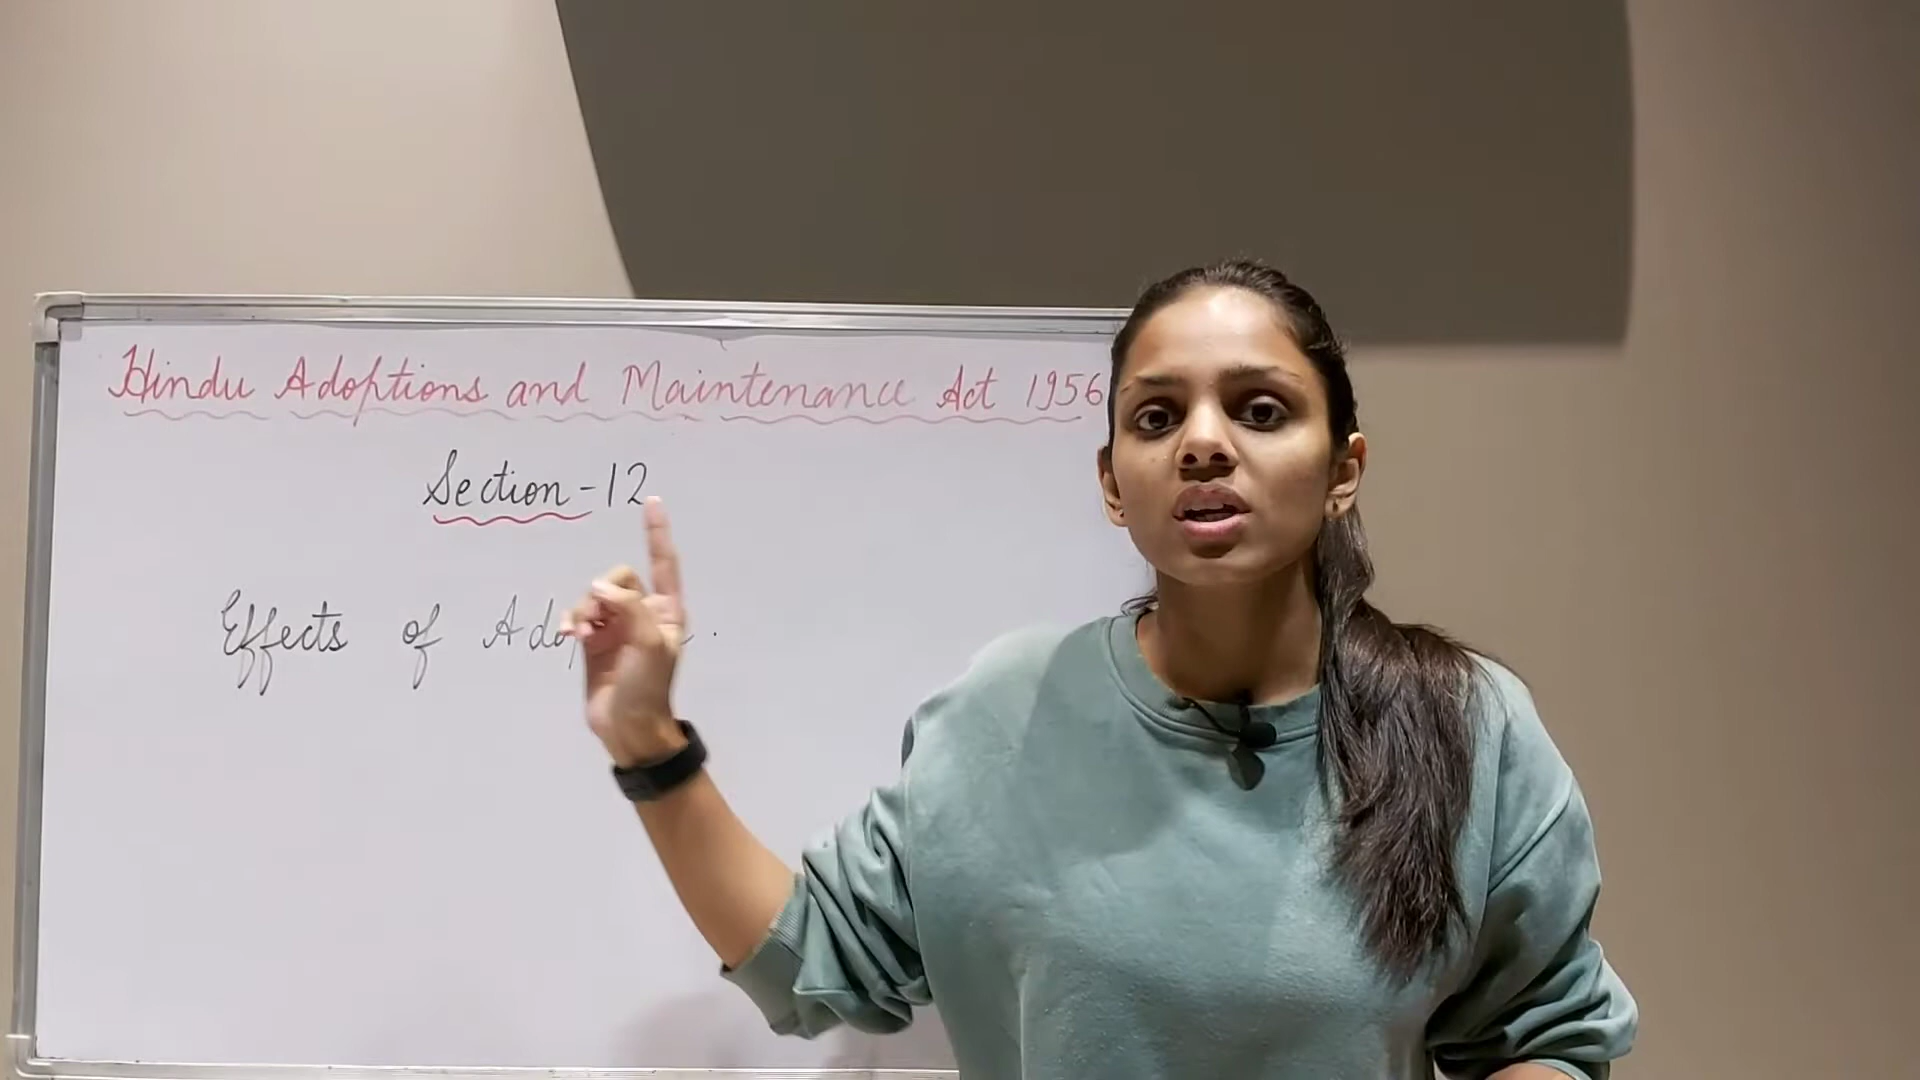 Hindu Adoptions and Maintenance Act 1956
Section-12
Effects of